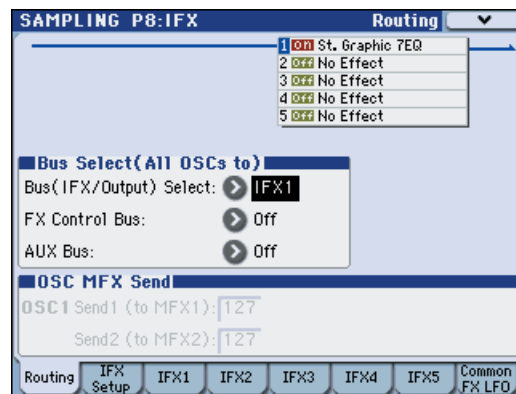 SAMPLING P8:IFX Routing
1 On St. Graphic 7EQ
2 Off No Effect
3 Off No Effect
4 Off No Effect
5 Off No Effect
Bus Select(All OSCs to)
Bus(IFX/Output) Select: IFX1
FX Control Bus: Off
AUX Bus: Off
OSC MFX Send
OSC1 Send1 (to MFX1): 127
Send2 (to MFX2): 127
Routing IFX Setup IFX1 IFX2 IFX3 IFX4 IFX5 Common FX LFO